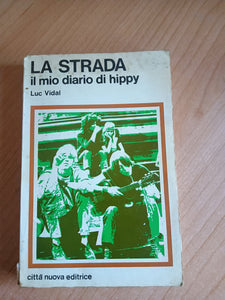 LA STRADA
il mio diario di hippy
Luc Vidal
città nuova editrice